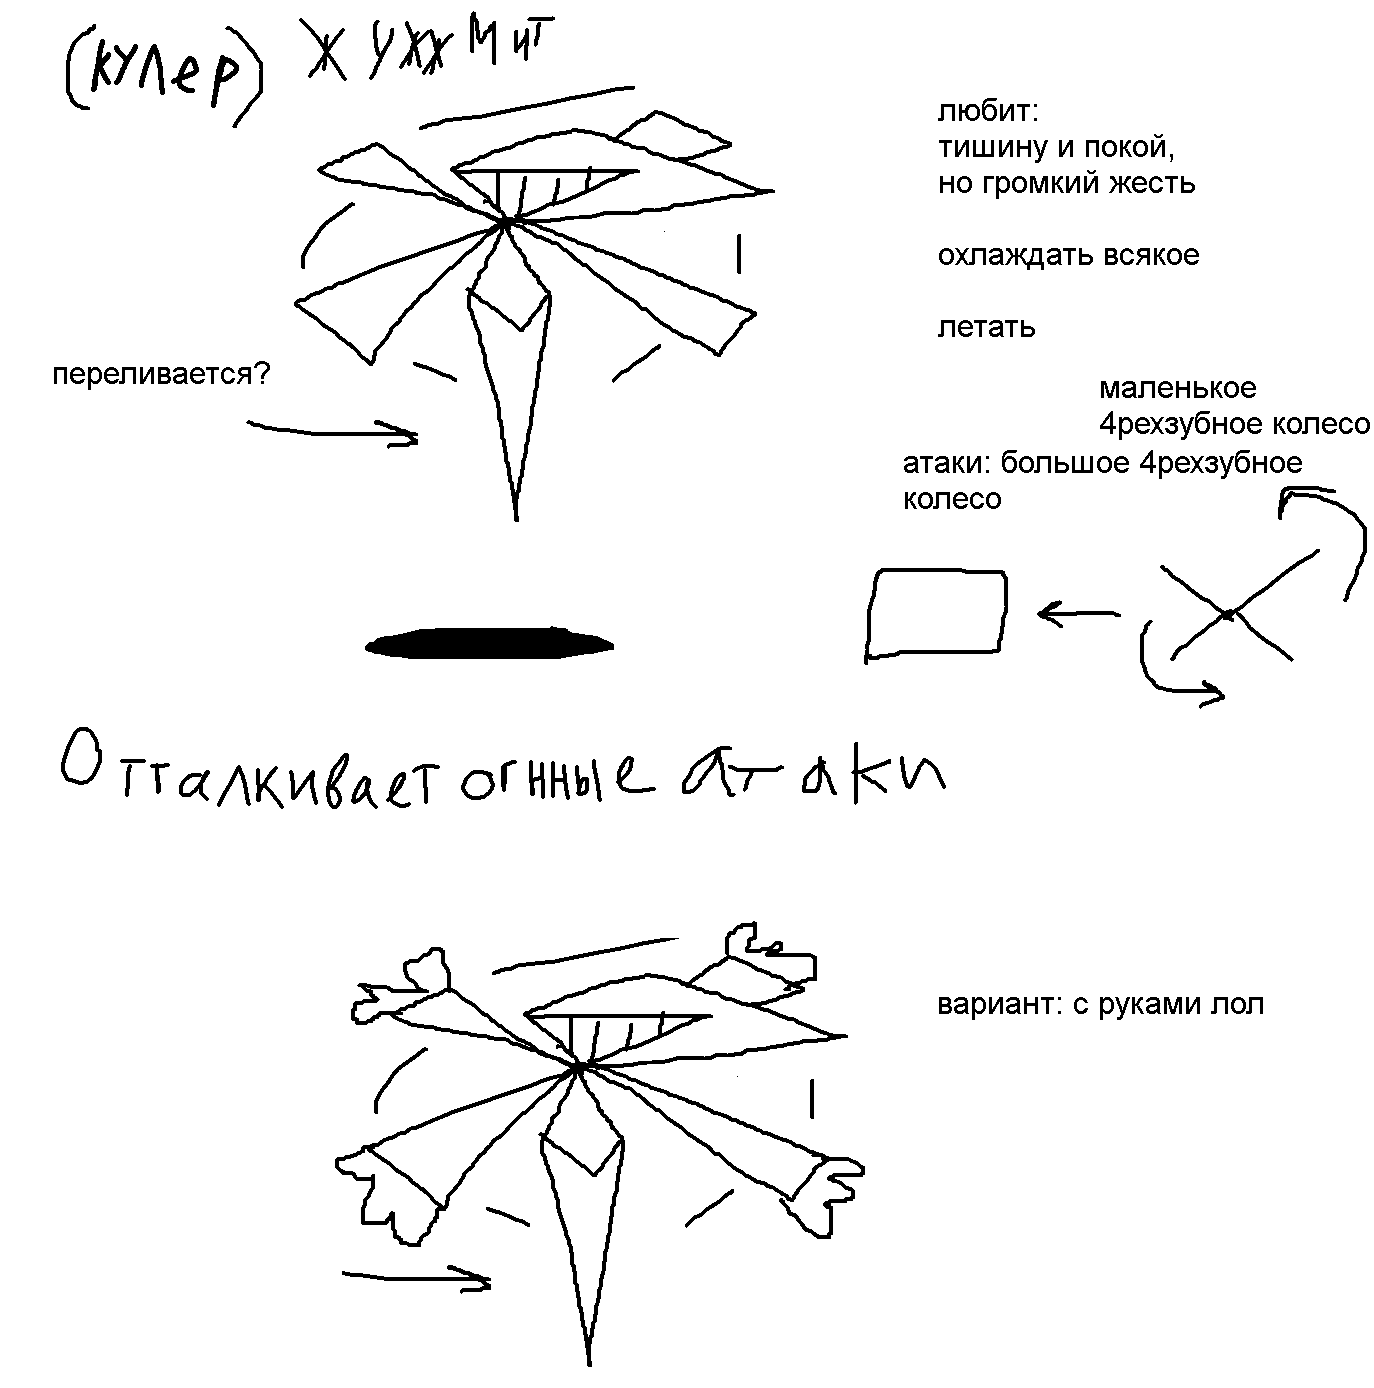 (кулер) Жужжмит
любит:
тишину и покой,
но громкий жесть
охлаждать всякое
летать
переливается?
маленькое
4рехзубное колесо
атаки: большое 4рехзубное
колесо
Отталкивает огнные атаки
вариант: с руками лол